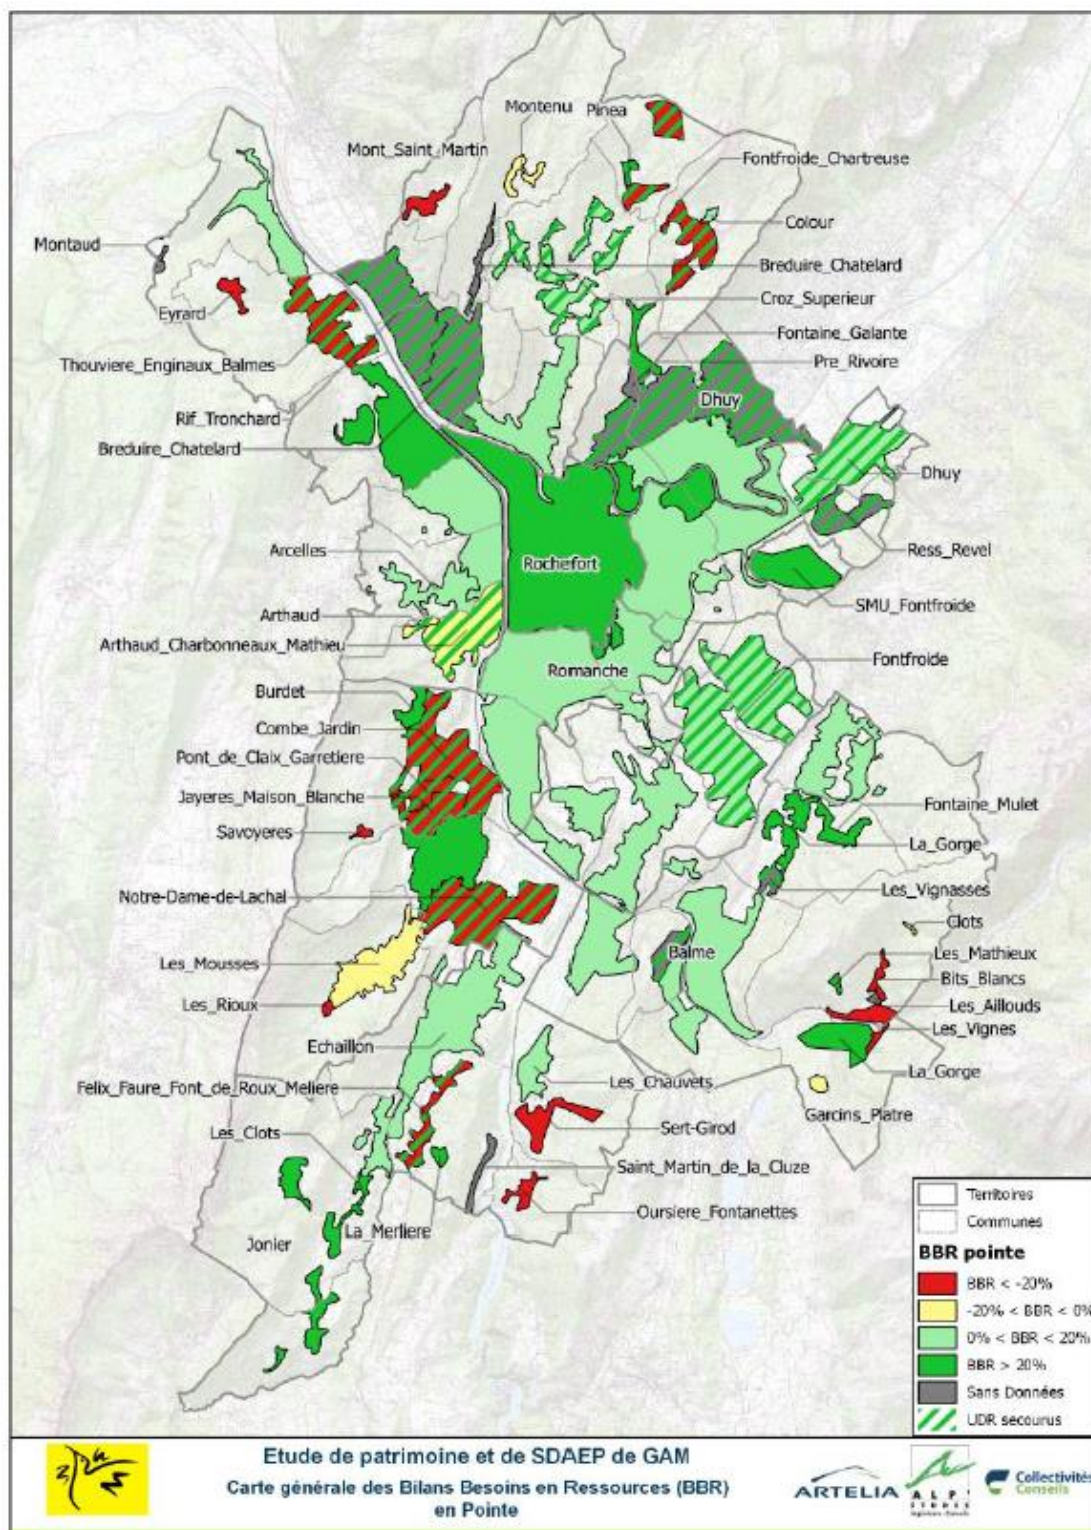 Montenu
Pinea
Mont_Saint_Martin
Fontfroide_Chartreuse
Colour
Montaud
Breduire_Chatelard
Eyrard
Croz_Superieur
Fontaine_Galante
Thouviere_Enginaux_Balmes
Pre_Rivoire
Dhuy
Rif_Tronchard
Breduire_Chatelard
Dhuy
Arcelles
Ress_Revel
Rochefort
SMU_Fontfroide
Arthaud
Arthaud_Charbonneaux_Mathieu
Fontfroide
Romanche
Burdet
Combe_Jardin
Pont_de_Claix_Garretiere
Jayeres_Maison_Blanche
Fontaine_Mulet
Savoyeres
La_Gorge
Notre-Dame-de-Lachal
Les_Vignasses
Clots
Les_Mousses
Balme
Les_Mathieux
Bits_Blancs
Les_Rioux
Les_Aillouds
Les_Vignes
Echaillon
La_Gorge
Felix_Faure_Font_de_Roux_Meliere
Les_Chauvets
Garcins_Platre
Les_Clots
Sert-Girod
Saint_Martin_de_la_Cluze
Oursiere_Fontanettes
La_Merliere
Jonier
Territoires
Communes
BBR pointe
BBR < -20%
-20% < BBR < 0%
0% < BBR < 20%
BBR > 20%
Sans Données
UDR secourus
Etude de patrimoine et de SDAEP de GAM
Carte générale des Bilans Besoins en Ressources (BBR)
en Pointe
ARTELIA
ALP'
ETUDES
Collectivités
Conseils